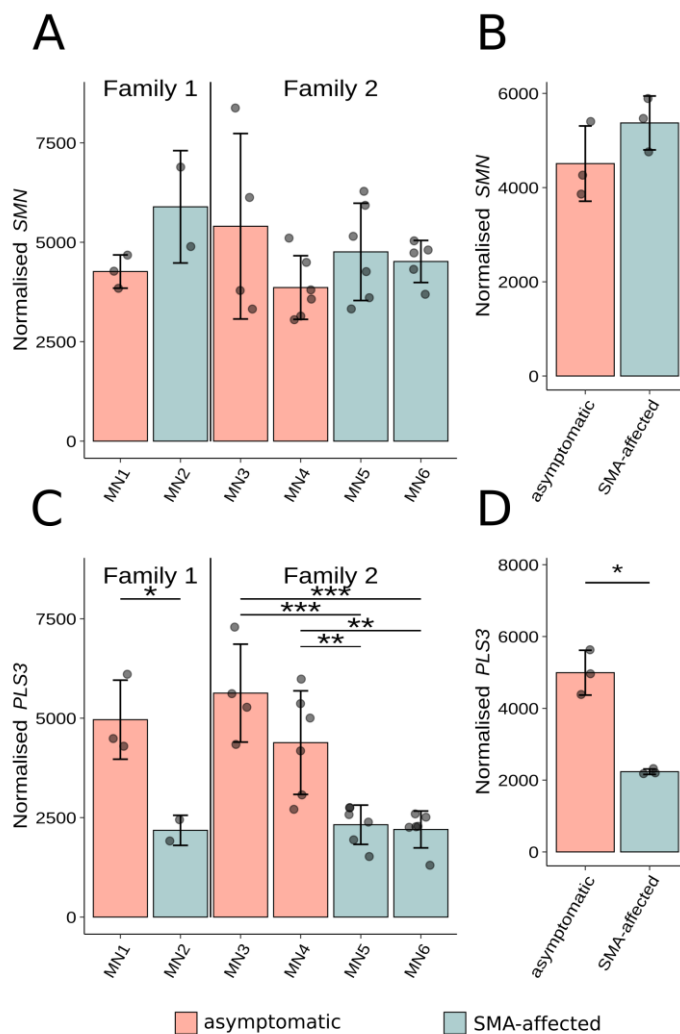 A
Family 1
Family 2
Normalised SMN
7500
5000
2500
0
MN1
MN2
MN3
MN4
MN5
MN6
B
Normalised SMN
6000
4000
2000
0
asymptomatic
SMA-affected
C
Family 1
Family 2
*
***
***
**
**
Normalised PLS3
7500
5000
2500
0
MN1
MN2
MN3
MN4
MN5
MN6
D
*
Normalised PLS3
8000
6000
4000
2000
0
asymptomatic
SMA-affected
asymptomatic
SMA-affected